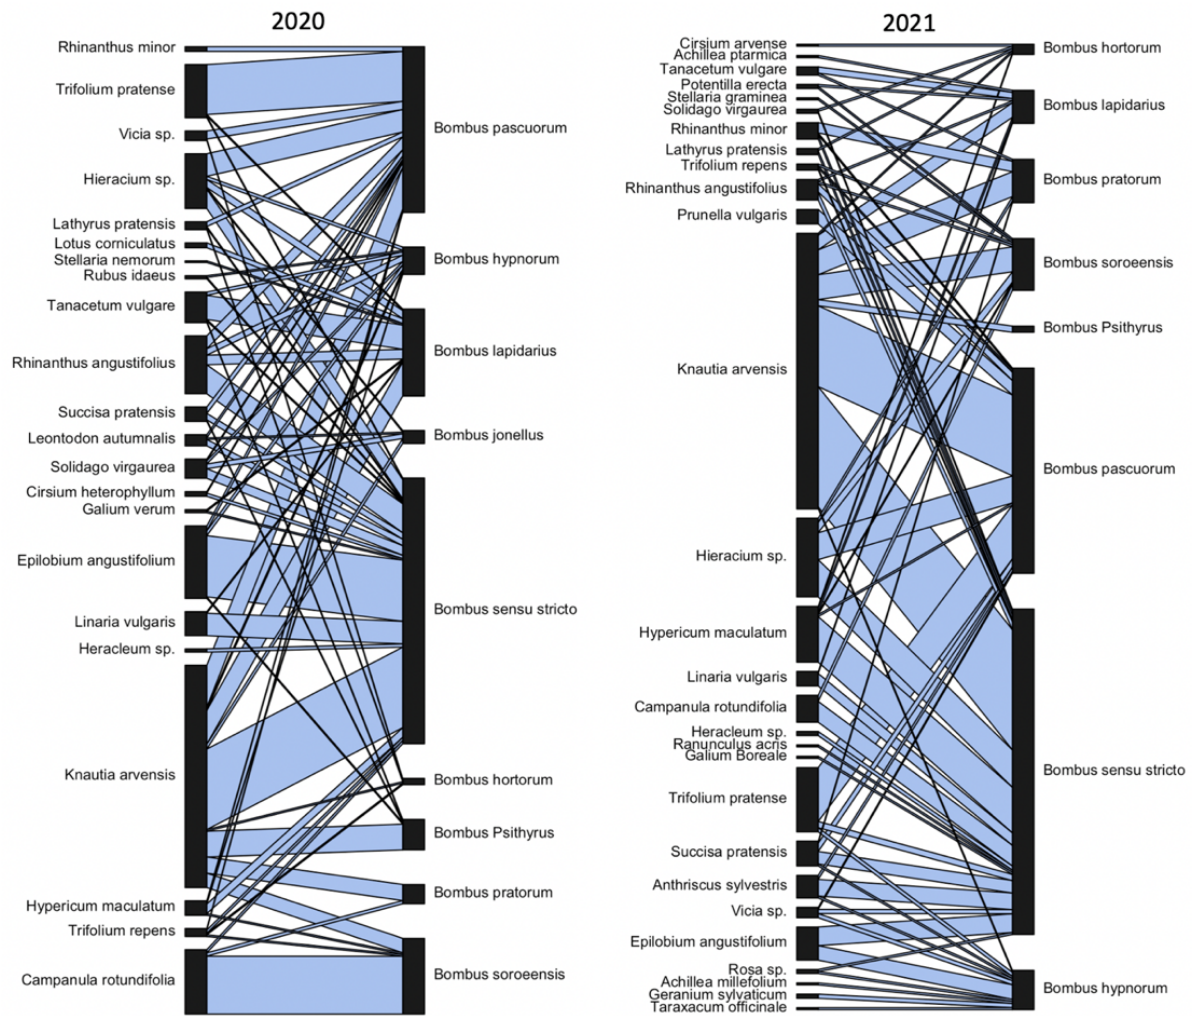 2020
Rhinanthus minor
Trifolium pratense
Vicia sp.
Hieracium sp.
Lathyrus pratensis
Lotus corniculatus
Stellaria nemorum
Rubus idaeus
Tanacetum vulgare
Rhinanthus angustifolius
Succisa pratensis
Leontodon autumnalis
Solidago virgaurea
Cirsium heterophyllum
Galium verum
Epilobium angustifolium
Linaria vulgaris
Heracleum sp.
Knautia arvensis
Hypericum maculatum
Trifolium repens
Campanula rotundifolia
Bombus pascuorum
Bombus hypnorum
Bombus lapidarius
Bombus jonellus
Bombus sensu stricto
Bombus hortorum
Bombus Psithyrus
Bombus pratorum
Bombus soroeensis
2021
Cirsium arvense
Achillea ptarmica
Tanacetum vulgare
Potentilla erecta
Stellaria graminea
Solidago virgaurea
Rhinanthus minor
Lathyrus pratensis
Trifolium repens
Rhinanthus angustifolius
Prunella vulgaris
Knautia arvensis
Hieracium sp.
Hypericum maculatum
Linaria vulgaris
Campanula rotundifolia
Heracleum sp.
Ranunculus acris
Galium Boreale
Trifolium pratense
Succisa pratensis
Anthriscus sylvestris
Vicia sp.
Epilobium angustifolium
Rosa sp.
Achillea millefolium
Geranium sylvaticum
Taraxacum officinale
Bombus hortorum
Bombus lapidarius
Bombus pratorum
Bombus soroeensis
Bombus Psithyrus
Bombus pascuorum
Bombus sensu stricto
Bombus hypnorum